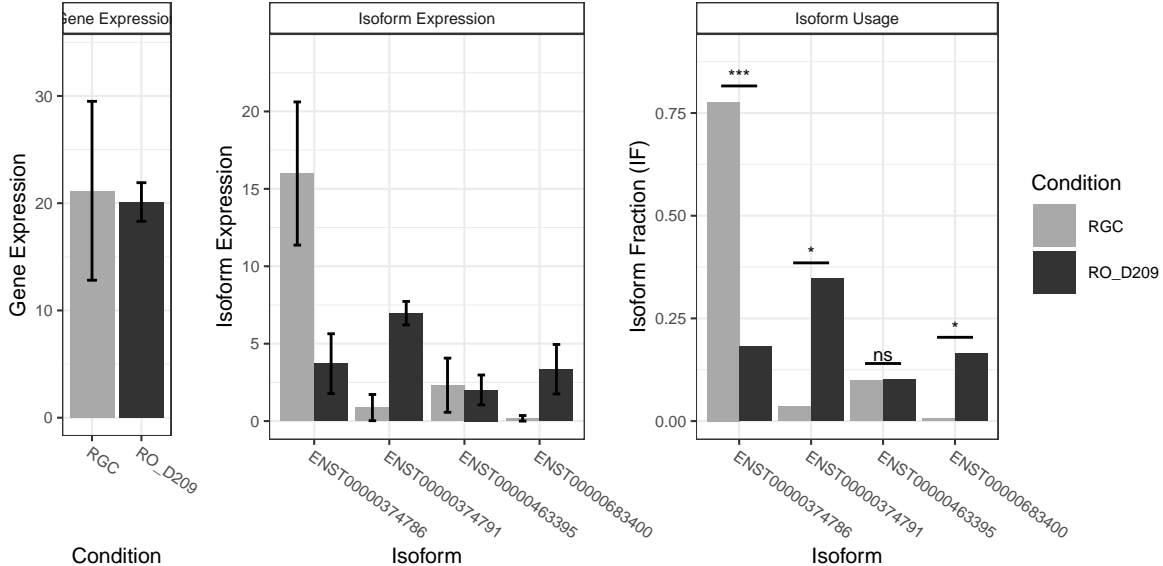 Gene Expression
Isoform Expression
Isoform Usage
Gene Expression
30
20
10
0
RGC
RO_D209
Condition
Isoform Expression
20
15
10
5
0
ENST00000374786
ENST00000374791
ENST00000463395
ENST00000683400
Isoform
Isoform Fraction (IF)
0.75
0.50
0.25
0.00
***
*
ns
*
ENST00000374786
ENST00000374791
ENST00000463395
ENST00000683400
Isoform
Condition
RGC
RO_D209